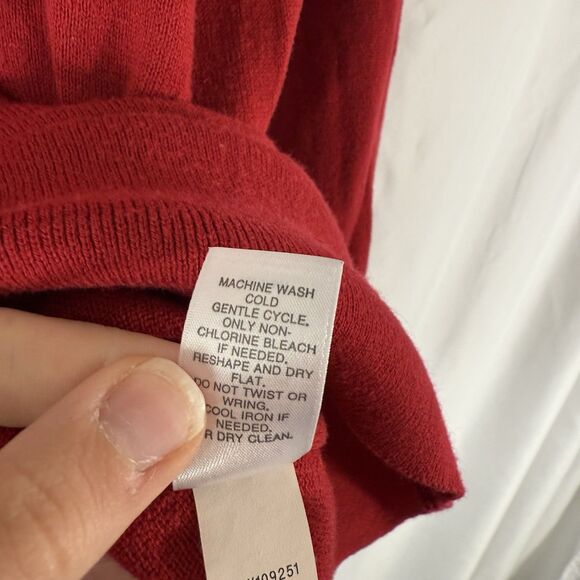 MACHINE WASH
COLD
GENTLE CYCLE.
ONLY NON-
CHLORINE BLEACH
IF NEEDED.
RESHAPE AND DRY
FLAT.
DO NOT TWIST OR
WRING.
COOL IRON IF
NEEDED.
DRY CLEAN.
109251